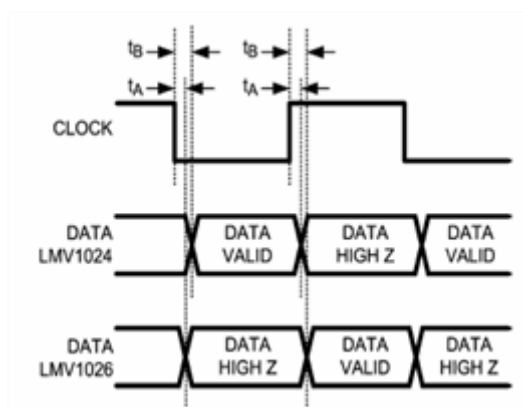 tB tB
tA tA
CLOCK
DATA LMV1024
DATA VALID
DATA HIGH Z
DATA VALID
DATA LMV1026
DATA HIGH Z
DATA VALID
DATA HIGH Z